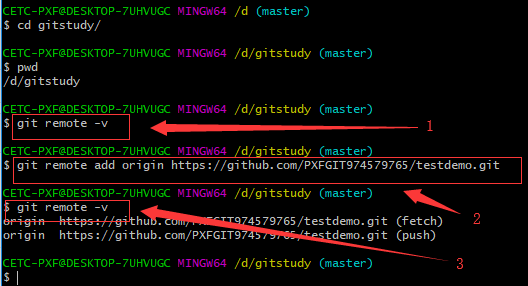 CETC-PXF@DESKTOP-7UHVUGC MINGW64 /d (master)
$ cd gitstudy/
CETC-PXF@DESKTOP-7UHVUGC MINGW64 /d/gitstudy (master)
$ pwd
/d/gitstudy
CETC-PXF@DESKTOP-7UHVUGC MINGW64 /d/gitstudy (master)
$ git remote -v
1
CETC-PXF@DESKTOP-7UHVUGC MINGW64 /d/gitstudy (master)
$ git remote add origin https://github.com/PXFGIT974579765/testdemo.git
CETC-PXF@DESKTOP-7UHVUGC MINGW64 /d/gitstudy (master)
2
$ git remote -v
origin https://github.com/PXFGIT974579765/testdemo.git (fetch)
origin https://github.com/PXFGIT974579765/testdemo.git (push)
3
CETC-PXF@DESKTOP-7UHVUGC MINGW64 /d/gitstudy (master)
$